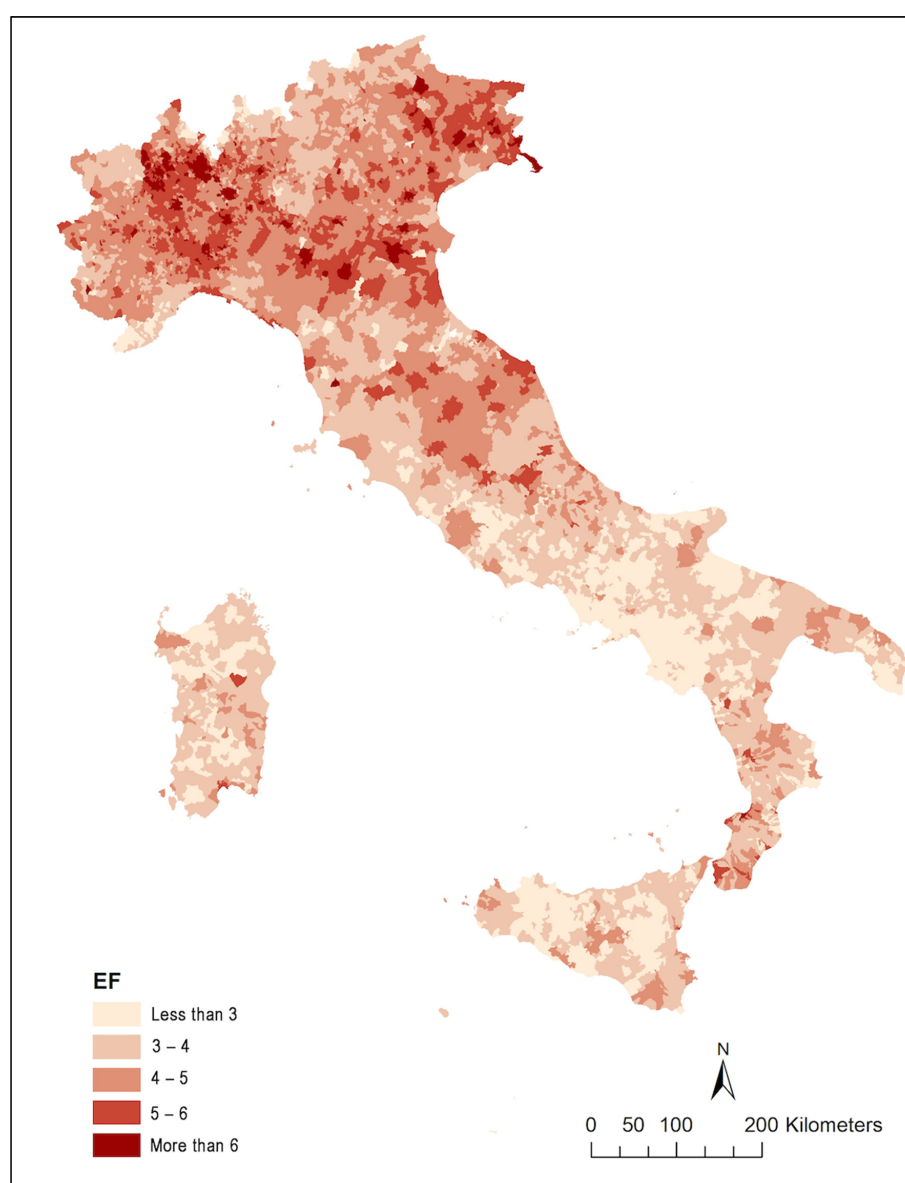 EF
Less than 3
3 – 4
4 – 5
5 – 6
More than 6
N
0 50 100 200 Kilometers